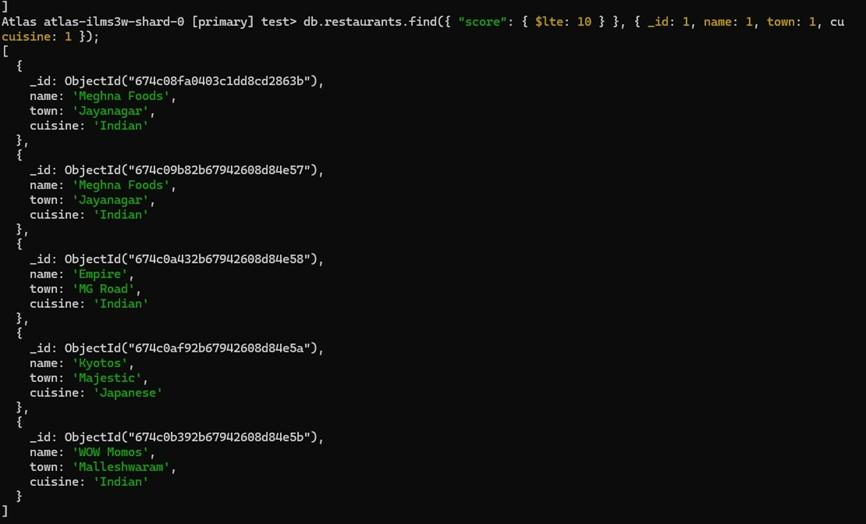 ]
Atlas atlas-ilms3w-shard-0 [primary] test> db.restaurants.find({ "score": { $lte: 10 } }, { _id: 1, name: 1, town: 1, cu
cuisine: 1 });
[
  {
    _id: ObjectId("674c08fa0403c1dd8cd2863b"),
    name: 'Meghna Foods',
    town: 'Jayanagar',
    cuisine: 'Indian'
  },
  {
    _id: ObjectId("674c09b82b67942608d84e57"),
    name: 'Meghna Foods',
    town: 'Jayanagar',
    cuisine: 'Indian'
  },
  {
    _id: ObjectId("674c0a432b67942608d84e58"),
    name: 'Empire',
    town: 'MG Road',
    cuisine: 'Indian'
  },
  {
    _id: ObjectId("674c0af92b67942608d84e5a"),
    name: 'Kyotos',
    town: 'Majestic',
    cuisine: 'Japanese'
  },
  {
    _id: ObjectId("674c0b392b67942608d84e5b"),
    name: 'WOW Momos',
    town: 'Malleshwaram',
    cuisine: 'Indian'
  }
]